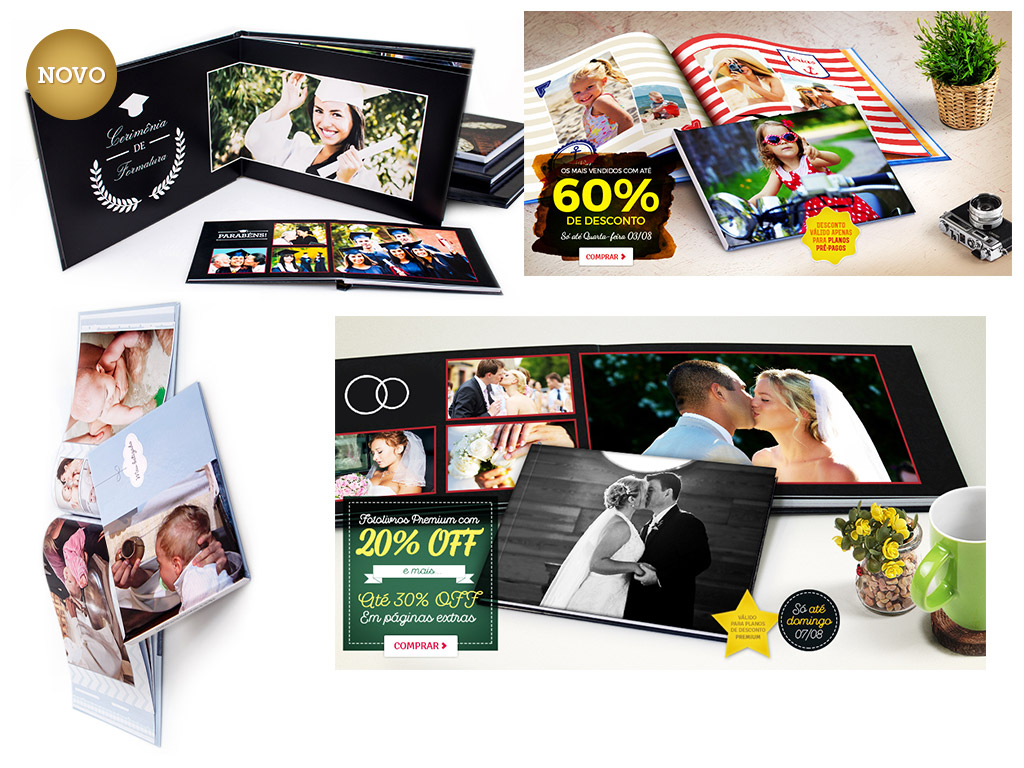 NOVO
Cerimônia
DE
Formatura
PARABÉNS!
Férias
OS MAIS VENDIDOS COM ATÉ
60%
DE DESCONTO
Só até Quarta-feira 03/08
COMPRAR
DESCONTO
VÁLIDO APENAS
PARA PLANOS
PRÉ-PAGOS
Fotolivros Premium com
20% OFF
e mais...
Até 30% OFF
Em páginas extras
COMPRAR
VÁLIDO
PARA PLANOS
DE DESCONTO
PREMIUM
Só até
domingo
07/08